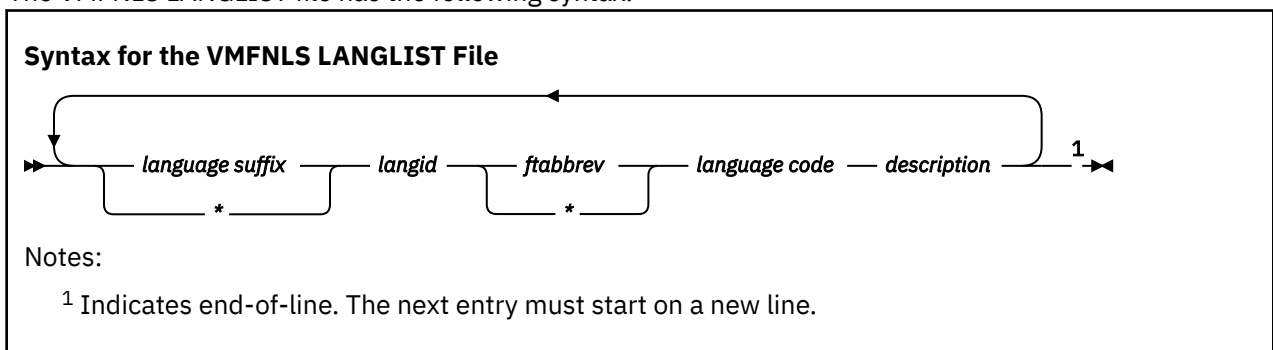 The VMFNLS LANGLIST file has the following syntax:
Syntax for the VMFNLS LANGLIST File
language suffix langid ftabbrev language code description 1
* *
Notes:
1 Indicates end-of-line. The next entry must start on a new line.